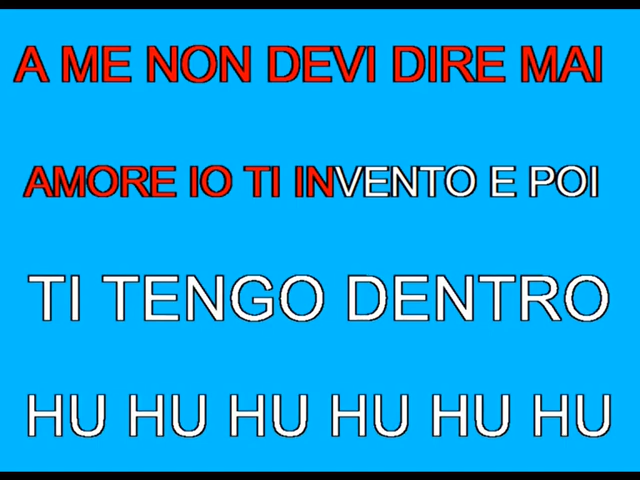 A ME NON DEVI DIRE MAI
AMORE IO TI INVENTO E POI
TI TENGO DENTRO
HU HU HU HU HU HU